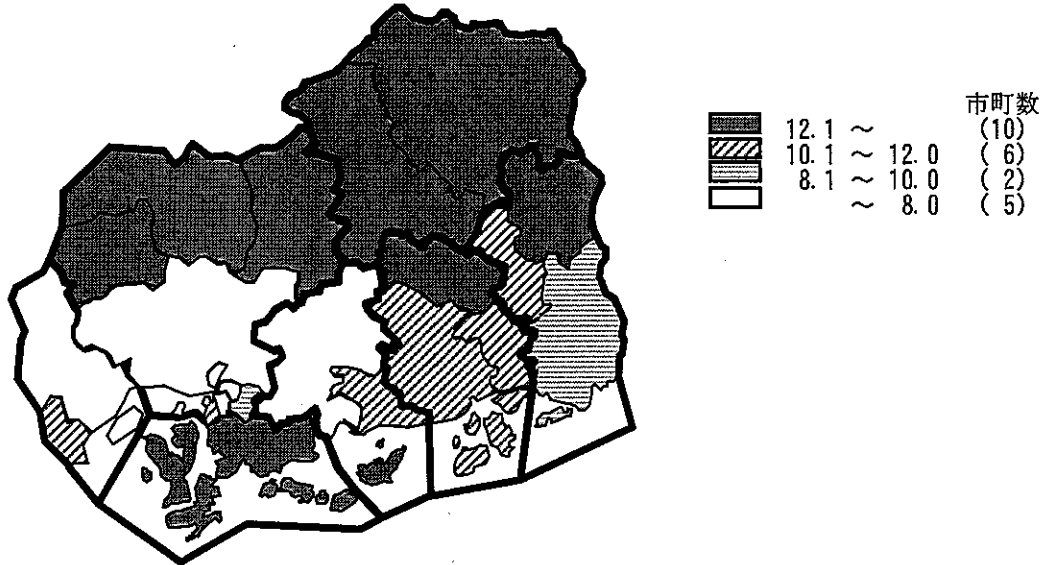 市町数
12.1 ～ (10)
10.1 ～ 12.0 ( 6)
8.1 ～ 10.0 ( 2)
～ 8.0 ( 5)